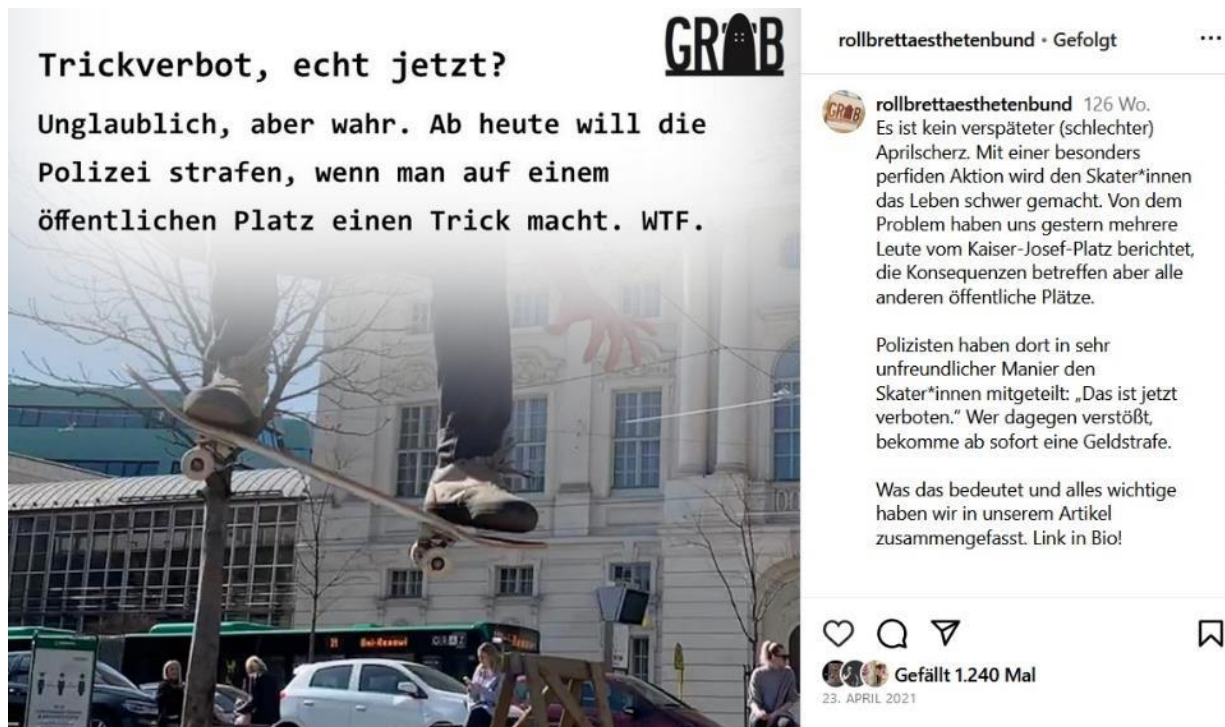 GRAB
Trickverbot, echt jetzt?
Unglaublich, aber wahr. Ab heute will die
Polizei strafen, wenn man auf einem
öffentlichen Platz einen Trick macht. WTF.
rollbrettaesthetenbund • Gefolgt
rollbrettaesthetenbund 126 Wo.
Es ist kein verspäteter (schlechter)
Aprilscherz. Mit einer besonders
perfiden Aktion wird den Skater*innen
das Leben schwer gemacht. Von dem
Problem haben uns gestern mehrere
Leute vom Kaiser-Josef-Platz berichtet,
die Konsequenzen betreffen aber alle
anderen öffentliche Plätze.
Polizisten haben dort in sehr
unfreundlicher Manier den
Skater*innen mitgeteilt: „Das ist jetzt
verboten.“ Wer dagegen verstößt,
bekomme ab sofort eine Geldstrafe.
Was das bedeutet und alles wichtige
haben wir in unserem Artikel
zusammengefasst. Link in Bio!
Gefällt 1.240 Mal
23. APRIL 2021